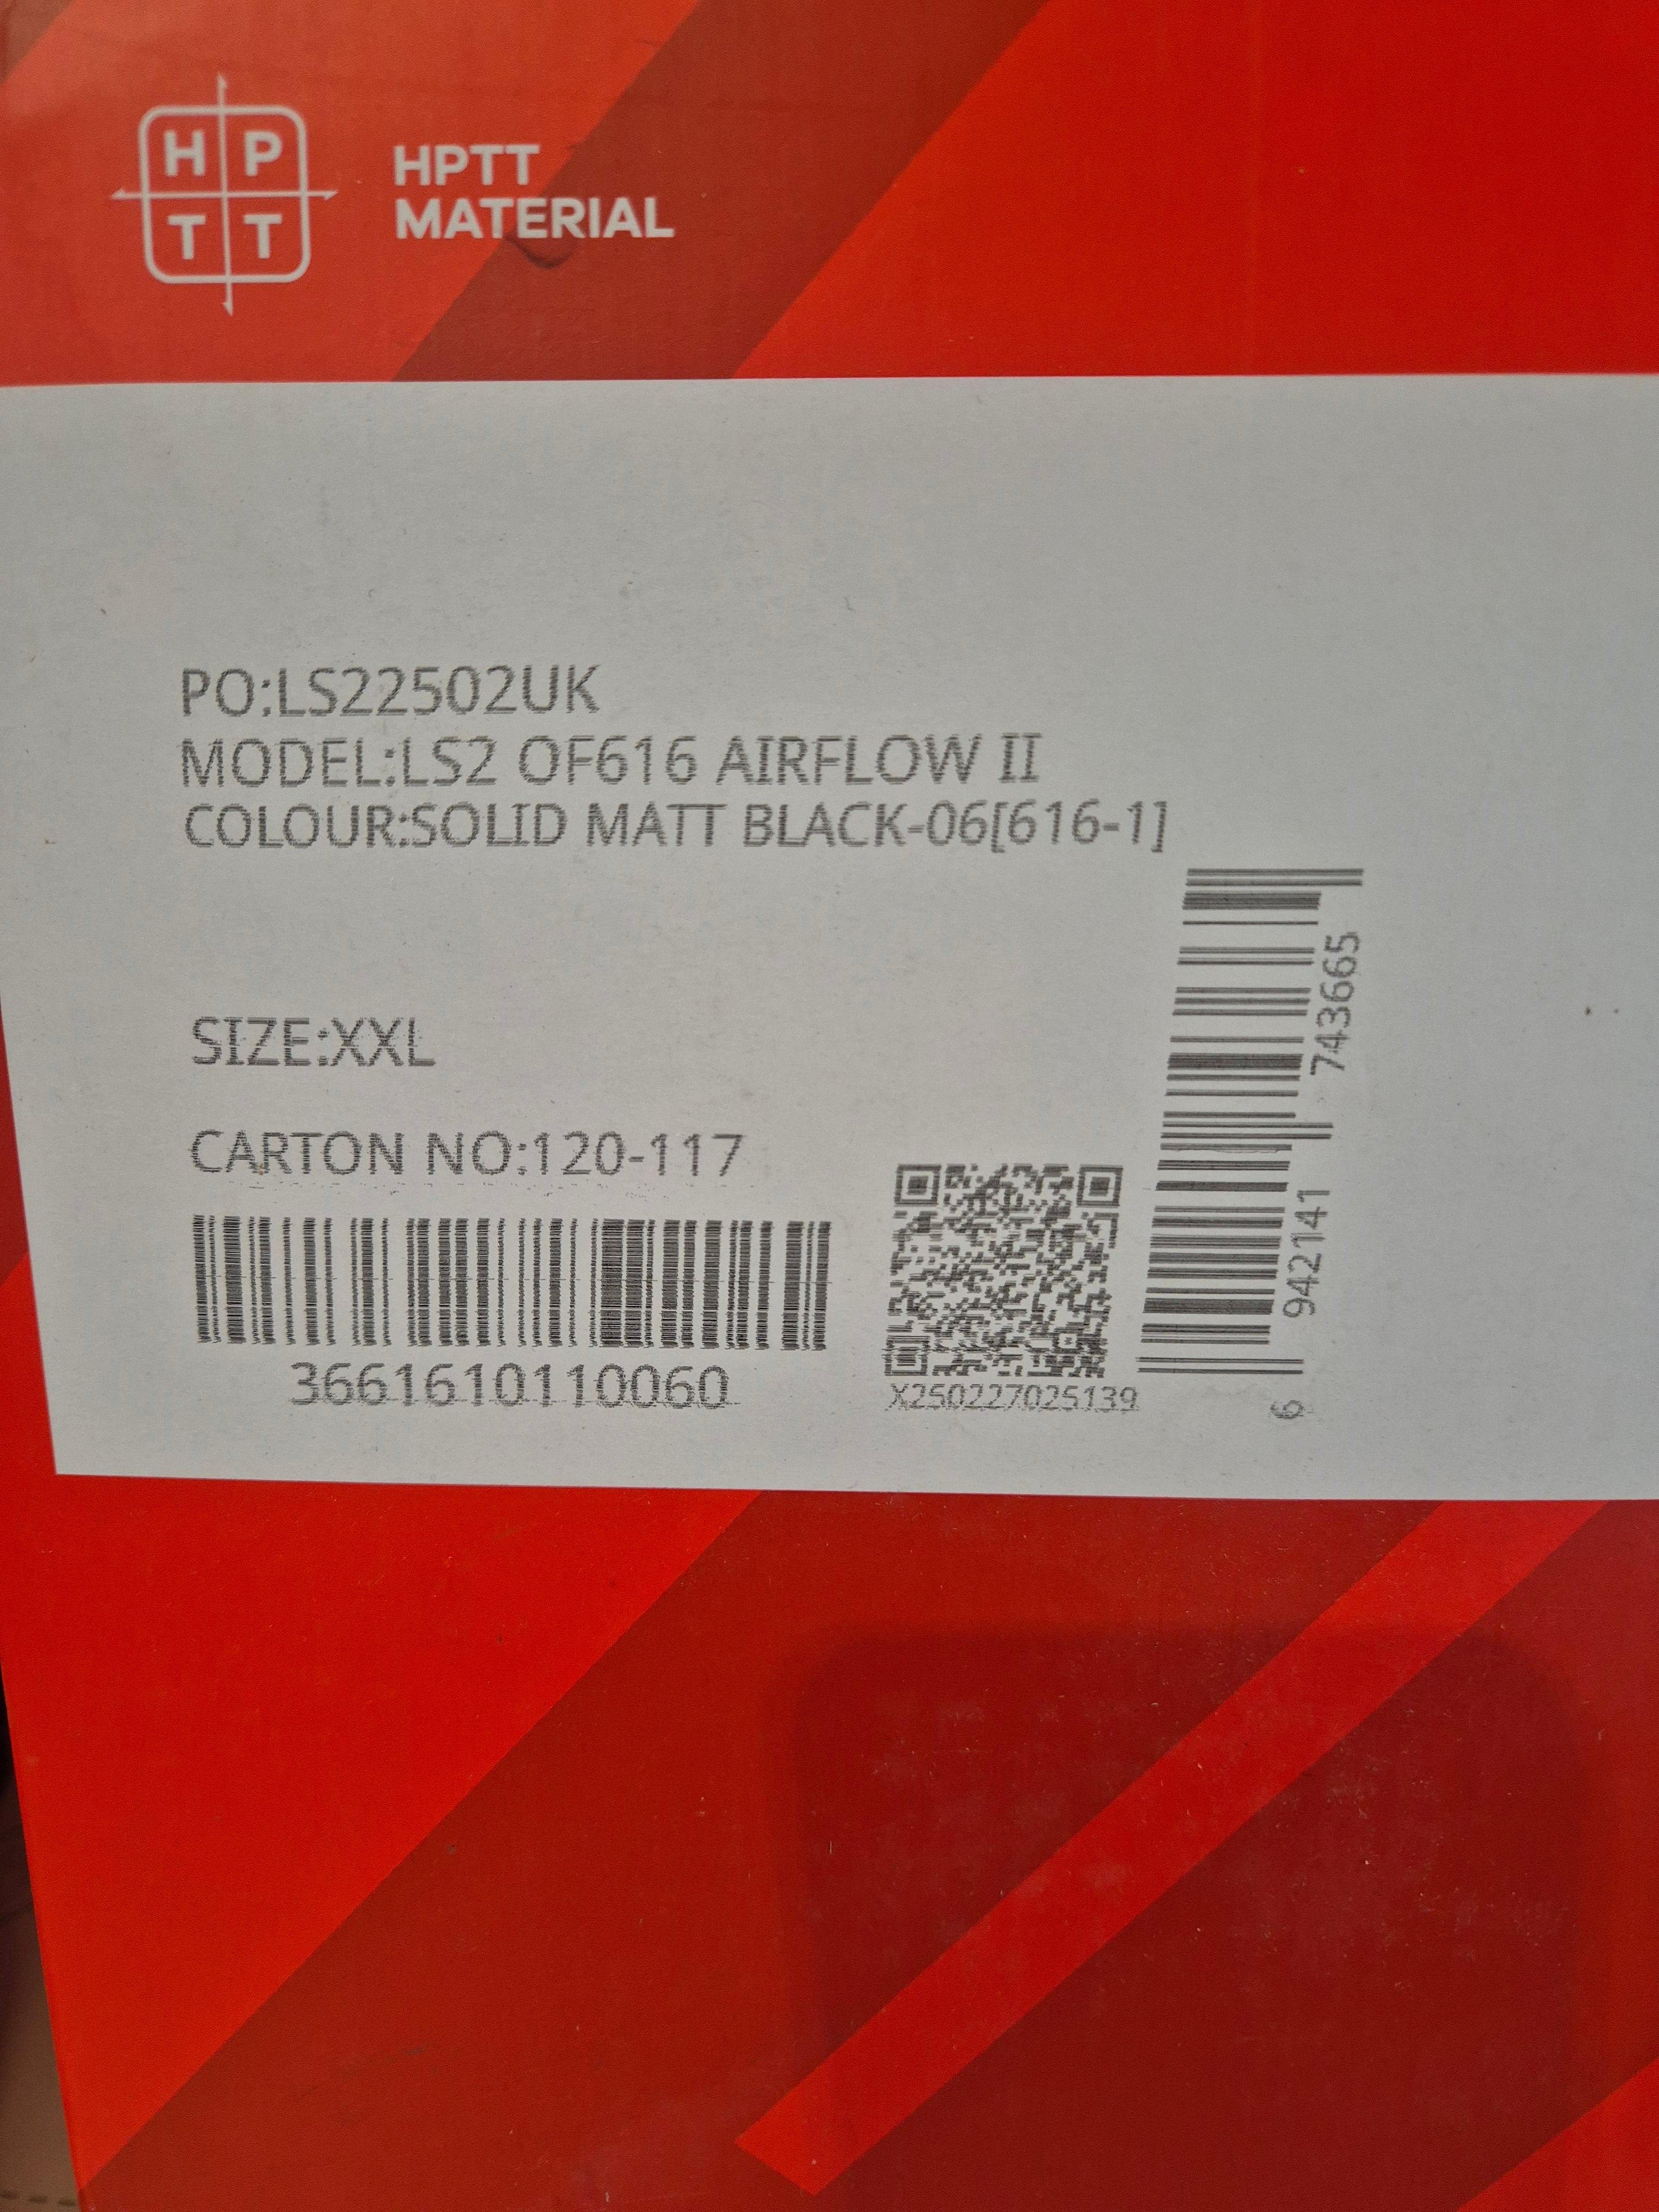 H P
T T
HPTT
MATERIAL
PO:LS22502UK
MODEL:LS2 OF616 AIRFLOW II
COLOUR:SOLID MATT BLACK-06[616-1]
SIZE:XXL
CARTON NO:120-117
3661610110060
X250227025139
6 942141 743665